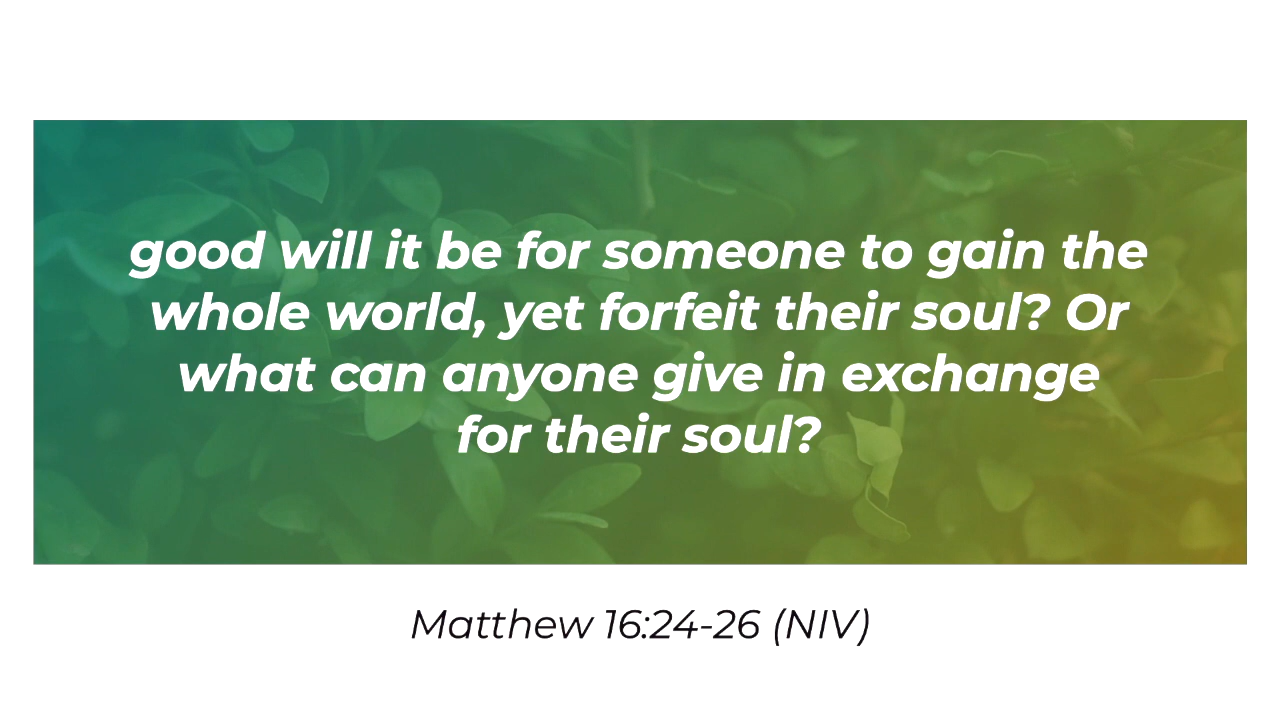 good will it be for someone to gain the
whole world, yet forfeit their soul? Or
what can anyone give in exchange
for their soul?
Matthew 16:24-26 (NIV)